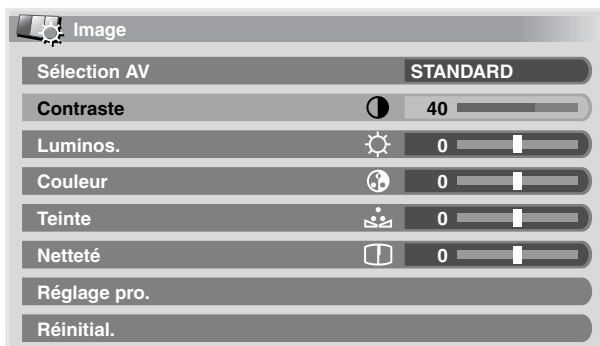 Image
Sélection AV STANDARD
Contraste 40
Luminos. 0
Couleur 0
Teinte 0
Netteté 0
Réglage pro.
Réinitial.